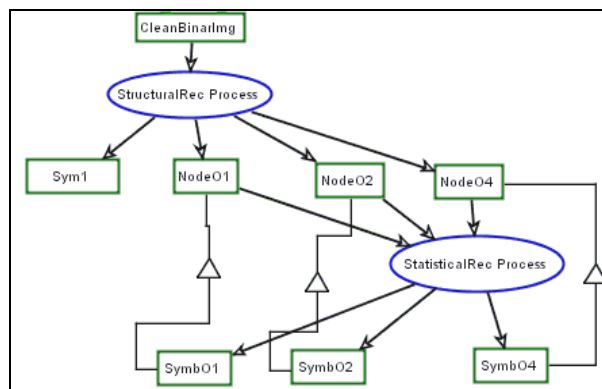 CleanBinarImg
StructuralRec Process
Sym1
NodeO1
NodeO2
NodeO4
StatisticalRec Process
SymbO1
SymbO2
SymbO4